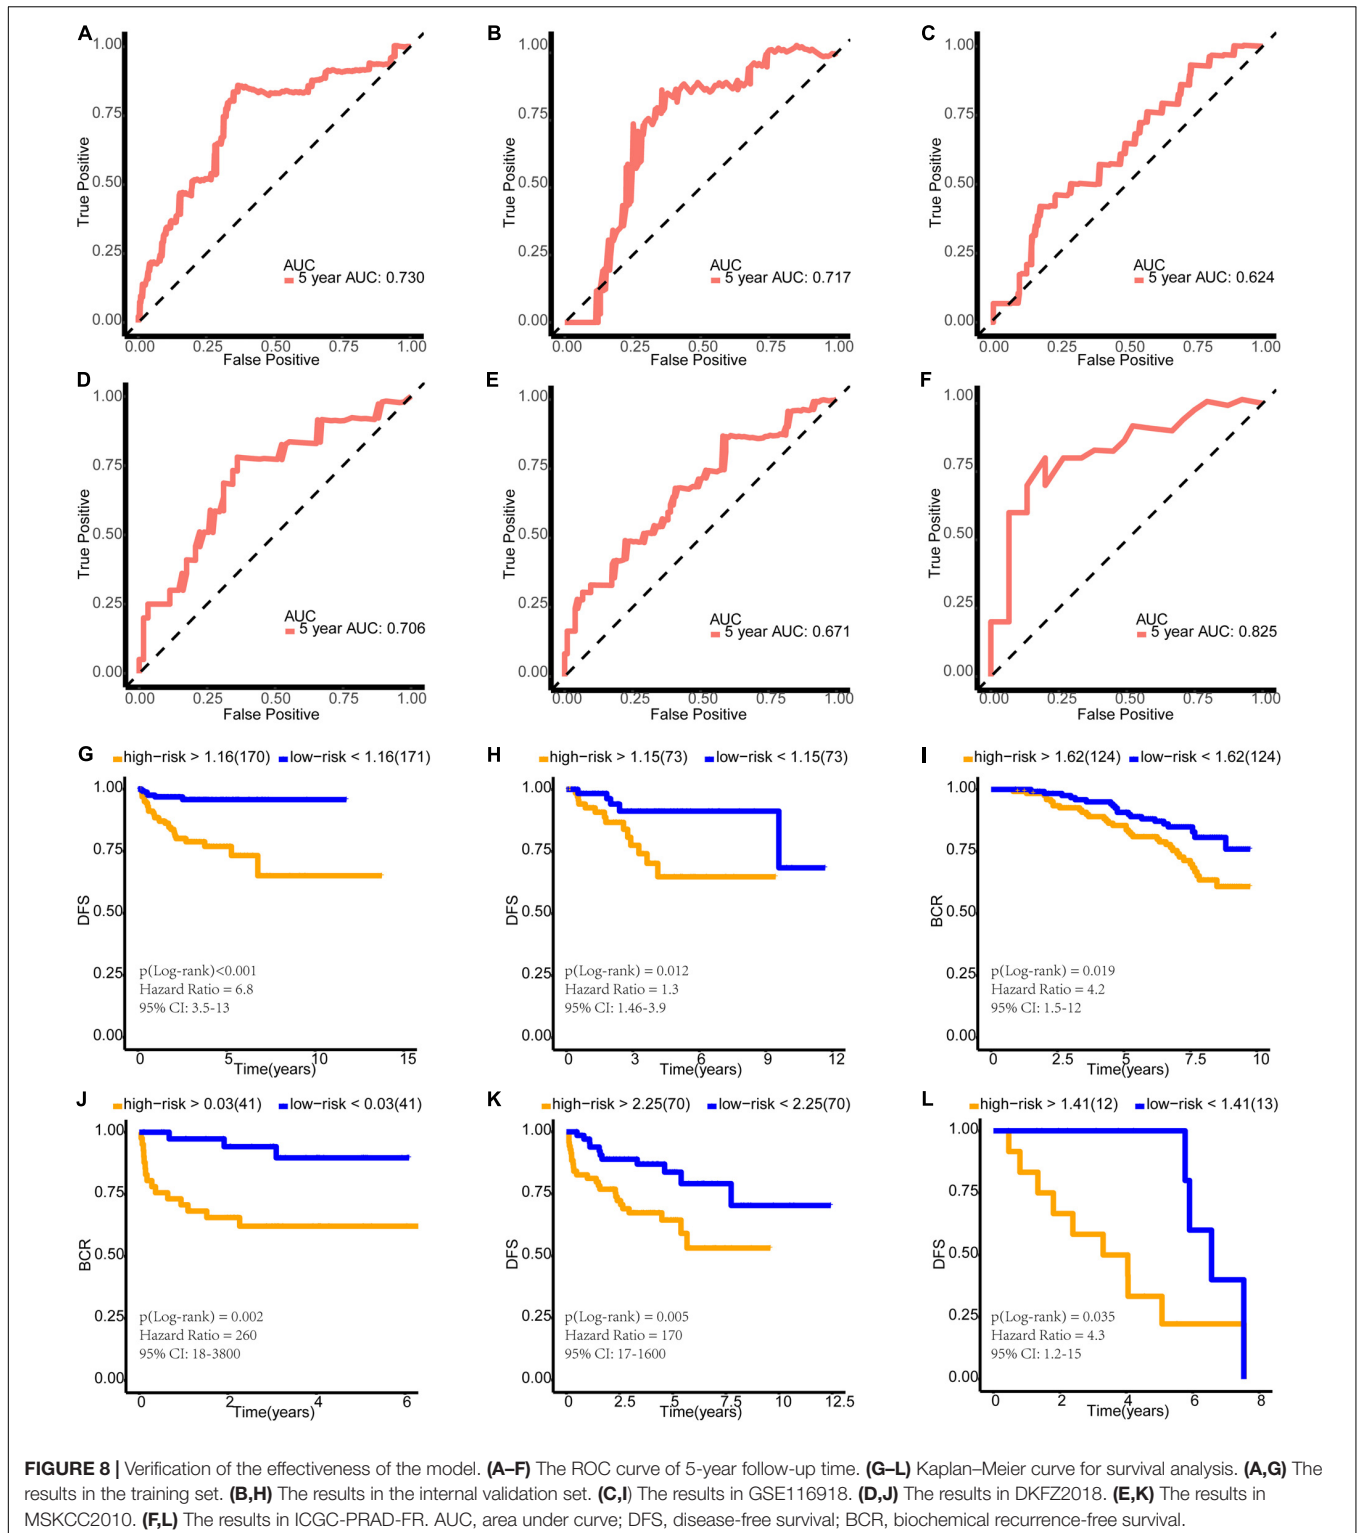 A
1.00
0.75
0.50
0.25
0.00
True Positive
AUC
5 year AUC: 0.730
0.00 0.25 0.50 0.75 1.00
False Positive
B
1.00
0.75
0.50
0.25
0.00
True Positive
AUC
5 year AUC: 0.717
0.00 0.25 0.50 0.75 1.00
False Positive
C
1.00
0.75
0.50
0.25
0.00
True Positive
AUC
5 year AUC: 0.624
0.00 0.25 0.50 0.75 1.00
False Positive
D
1.00
0.75
0.50
0.25
0.00
True Positive
AUC
5 year AUC: 0.706
0.00 0.25 0.50 0.75 1.00
False Positive
E
1.00
0.75
0.50
0.25
0.00
True Positive
AUC
5 year AUC: 0.671
0.00 0.25 0.50 0.75 1.00
False Positive
F
1.00
0.75
0.50
0.25
0.00
True Positive
AUC
5 year AUC: 0.825
0.00 0.25 0.50 0.75 1.00
False Positive
G
high-risk > 1.16(170) low-risk < 1.16(171)
1.00
0.75
0.50
0.25
0.00
DFS
p(Log-rank)<0.001
Hazard Ratio = 6.8
95% CI: 3.5-13
0 5 10 15
Time(years)
H
high-risk > 1.15(73) low-risk < 1.15(73)
1.00
0.75
0.50
0.25
0.00
DFS
p(Log-rank) = 0.012
Hazard Ratio = 1.3
95% CI: 1.46-3.9
0 3 6 9 12
Time(years)
I
high-risk > 1.62(124) low-risk < 1.62(124)
1.00
0.75
0.50
0.25
0.00
BCR
p(Log-rank) = 0.019
Hazard Ratio = 4.2
95% CI: 1.5-12
0 2.5 5 7.5 10
Time(years)
J
high-risk > 0.03(41) low-risk < 0.03(41)
1.00
0.75
0.50
0.25
0.00
BCR
p(Log-rank) = 0.002
Hazard Ratio = 260
95% CI: 18-3800
0 2 4 6
Time(years)
K
high-risk > 2.25(70) low-risk < 2.25(70)
1.00
0.75
0.50
0.25
0.00
DFS
p(Log-rank) = 0.005
Hazard Ratio = 170
95% CI: 17-1600
0 2.5 5 7.5 10 12.5
Time(years)
L
high-risk > 1.41(12) low-risk < 1.41(13)
1.00
0.75
0.50
0.25
0.00
DFS
p(Log-rank) = 0.035
Hazard Ratio = 4.3
95% CI: 1.2-15
0 2 4 6 8
Time(years)
FIGURE 8 | Verification of the effectiveness of the model. (A–F) The ROC curve of 5-year follow-up time. (G–L) Kaplan–Meier curve for survival analysis. (A,G) The
results in the training set. (B,H) The results in the internal validation set. (C,I) The results in GSE116918. (D,J) The results in DKFZ2018. (E,K) The results in
MSKCC2010. (F,L) The results in ICGC-PRAD-FR. AUC, area under curve; DFS, disease-free survival; BCR, biochemical recurrence-free survival.